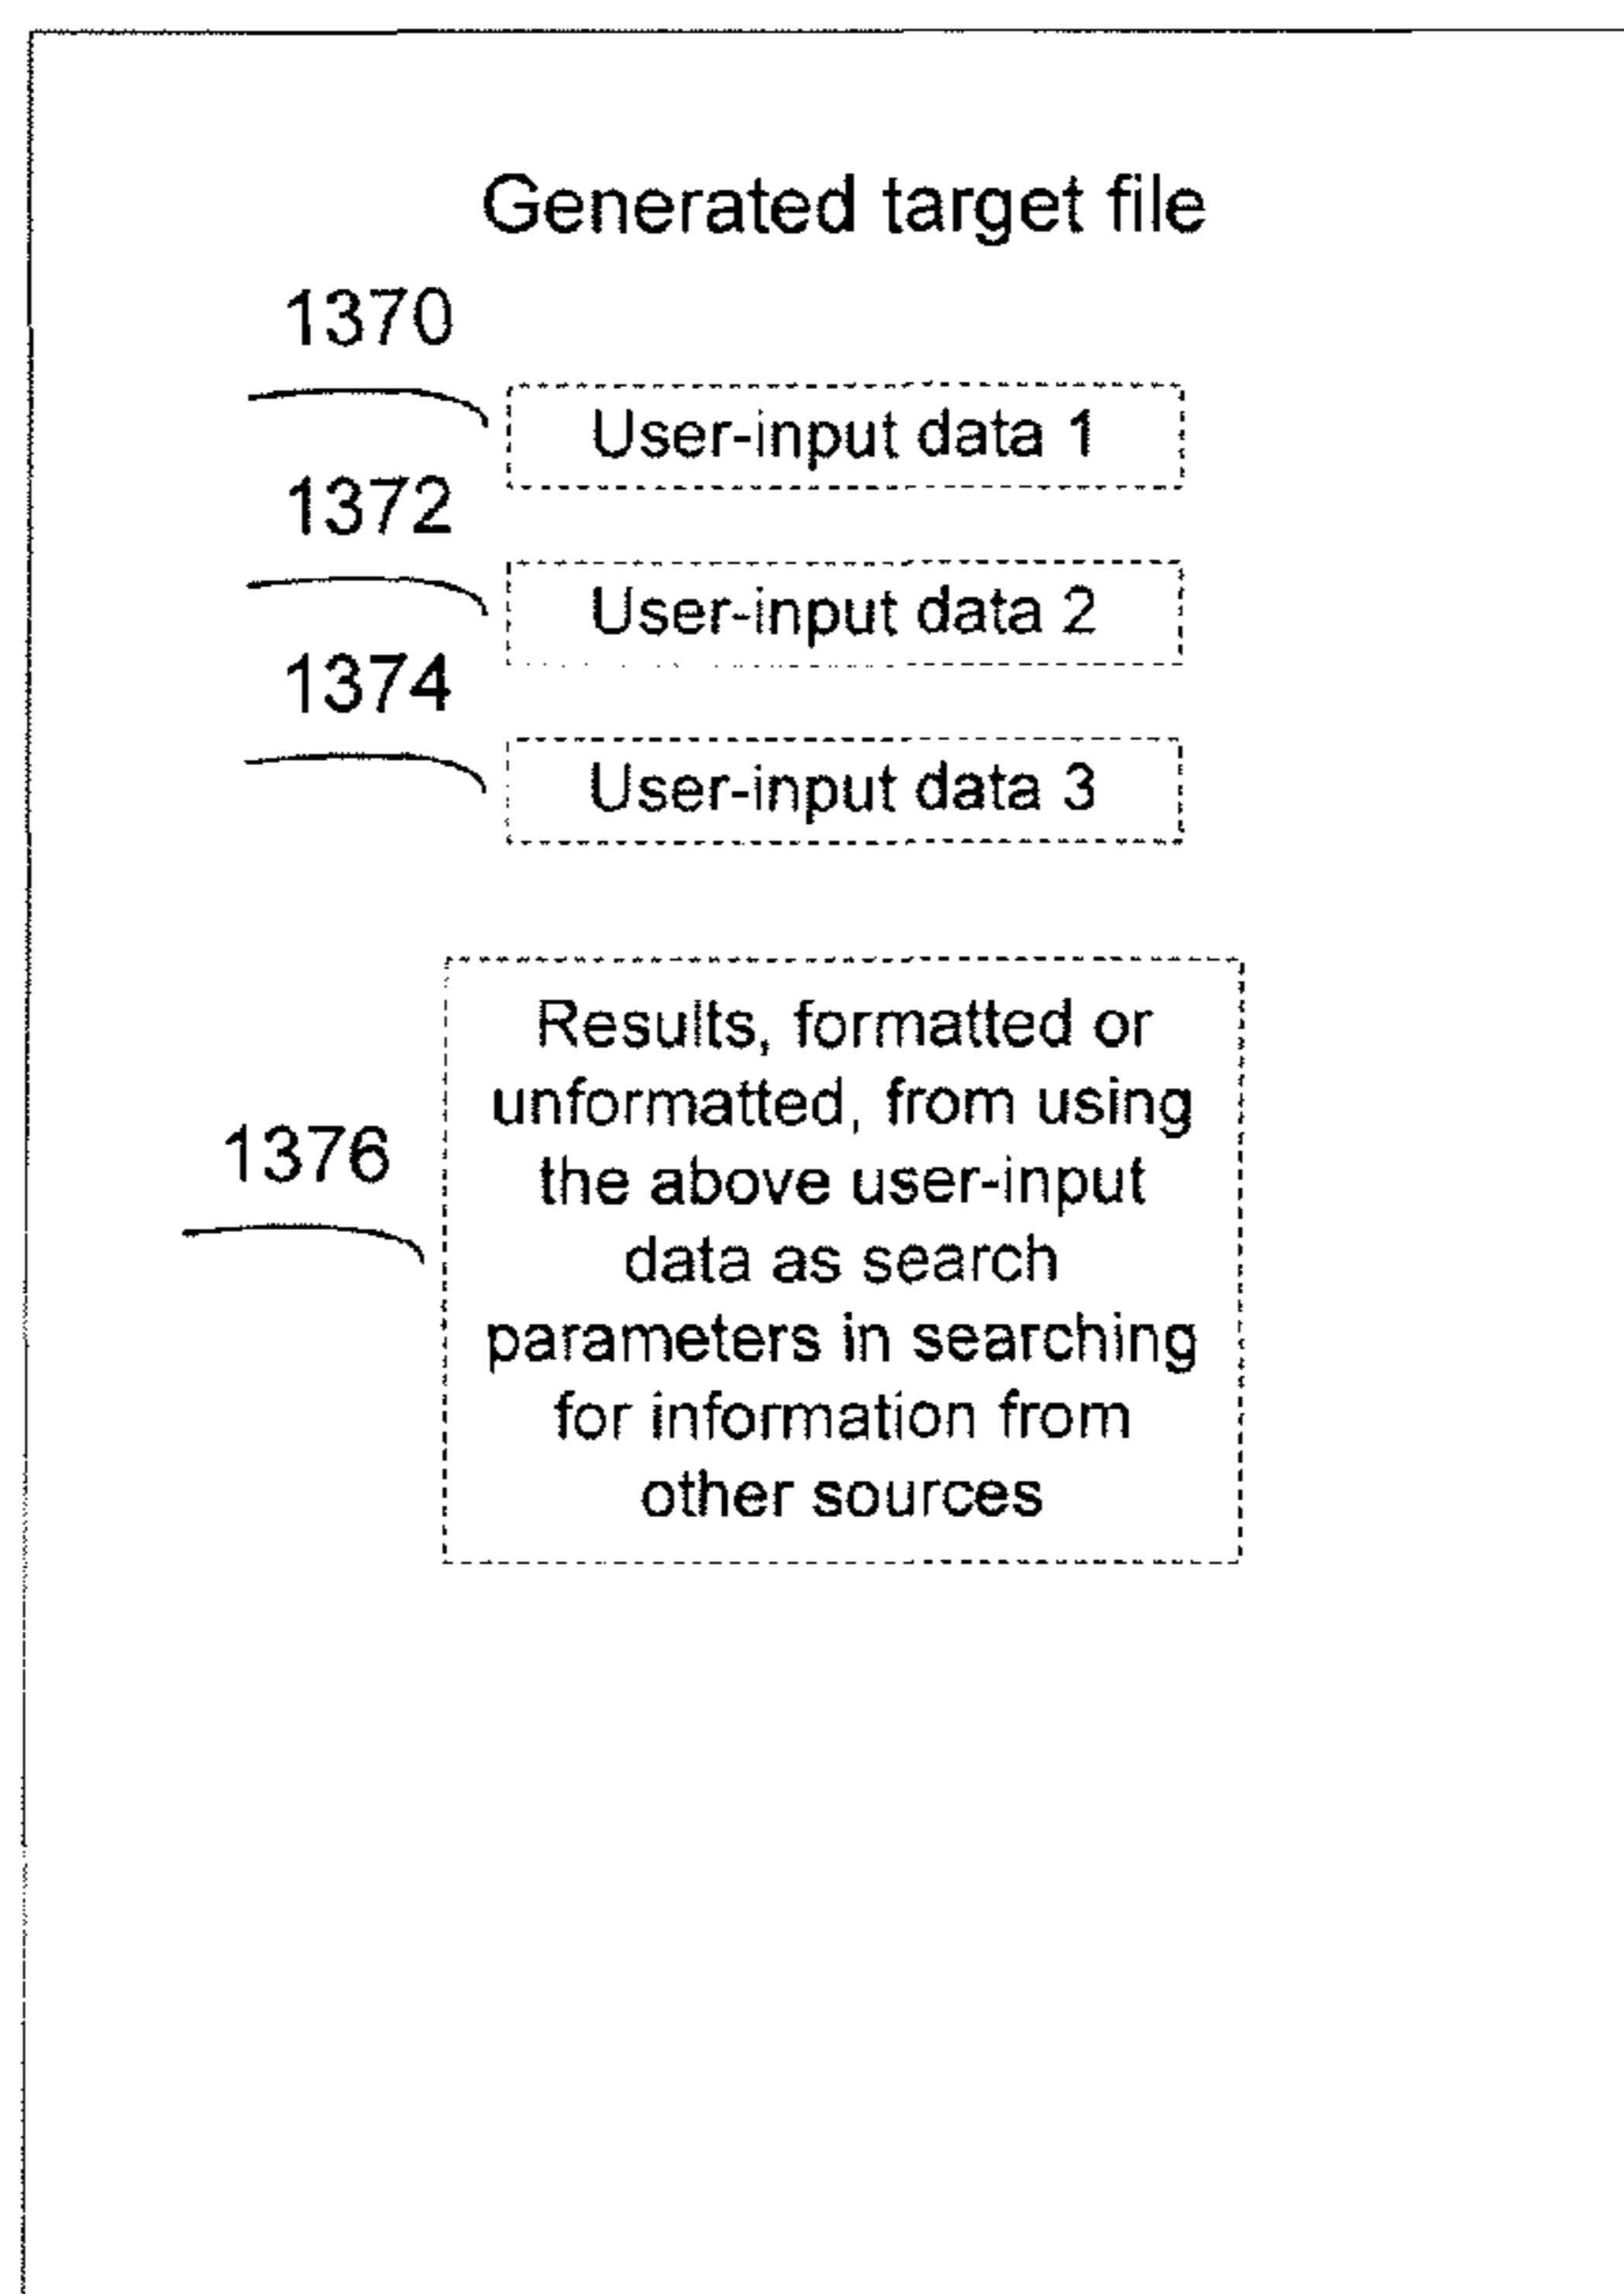 Generated target file
1370
User-input data 1
1372
User-input data 2
1374
User-input data 3
1376
Results, formatted or
unformatted, from using
the above user-input
data as search
parameters in searching
for information from
other sources